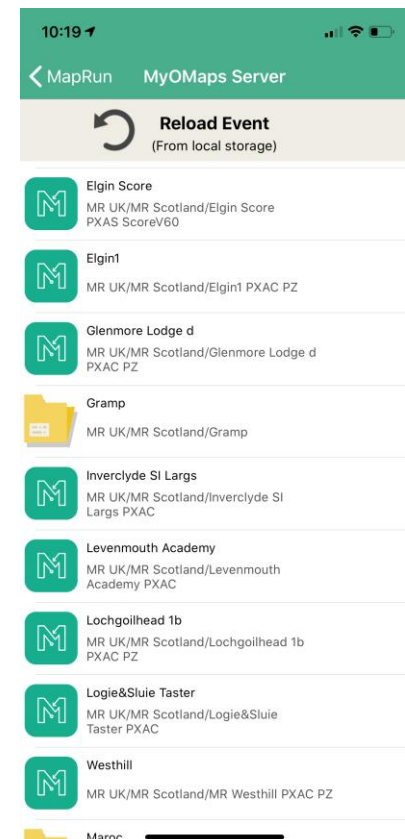 10:19
MapRun
MyOMaps Server
Reload Event
(From local storage)
Elgin Score
MR UK/MR Scotland/Elgin Score
PXAS ScoreV60
Elgin1
MR UK/MR Scotland/Elgin1 PXAC PZ
Glenmore Lodge d
MR UK/MR Scotland/Glenmore Lodge d
PXAC PZ
Gramp
MR UK/MR Scotland/Gramp
Inverclyde SI Largs
MR UK/MR Scotland/Inverclyde SI
Largs PXAC
Levenmouth Academy
MR UK/MR Scotland/Levenmouth
Academy PXAC
Lochgoilhead 1b
MR UK/MR Scotland/Lochgoilhead 1b
PXAC PZ
Logie&Sluie Taster
MR UK/MR Scotland/Logie&Sluie
Taster PXAC
Westhill
MR UK/MR Scotland/MR Westhill PXAC PZ
Maroc